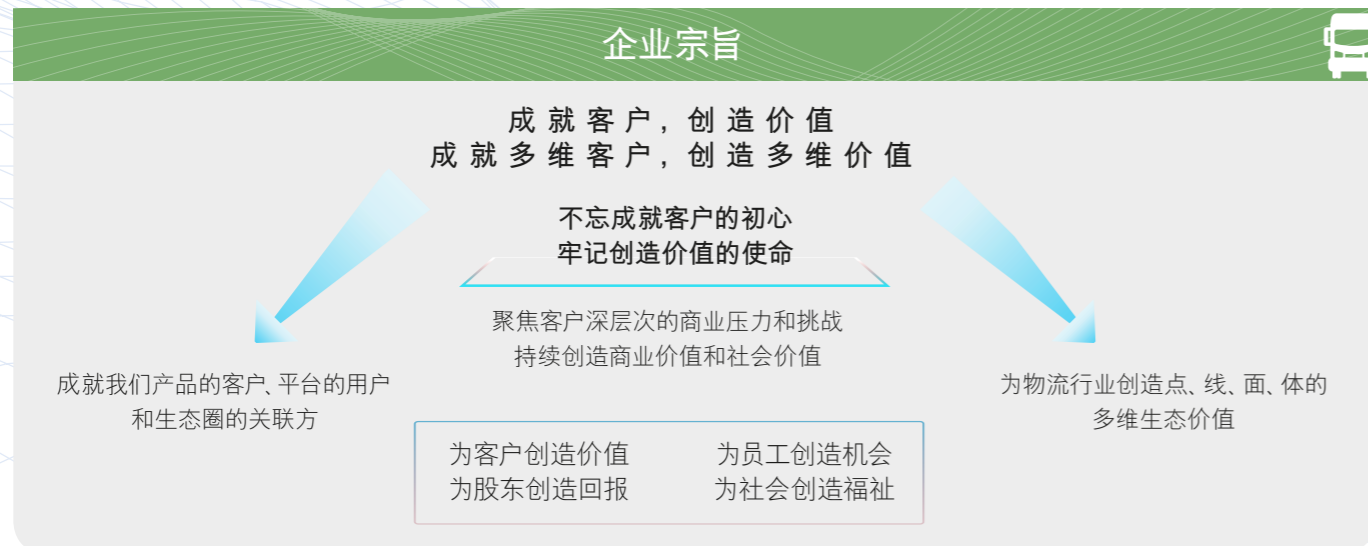 企业宗旨
成就客户,创造价值
成就多维客户,创造多维价值
不忘成就客户的初心
牢记创造价值的使命
聚焦客户深层次的商业压力和挑战
持续创造商业价值和社会价值
成就我们产品的客户、平台的用户
和生态圈的关联方
为物流行业创造点、线、面、体的
多维生态价值
为客户创造价值 为员工创造机会
为股东创造回报 为社会创造福祉